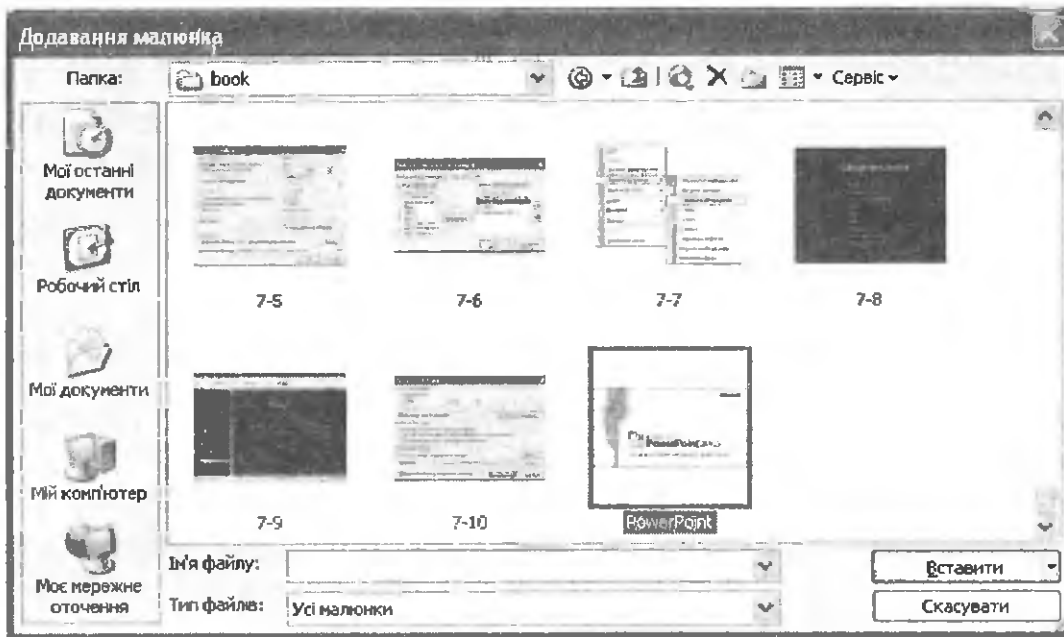 Додавання малюнка
Папка:
book
Сервіс
Мої останні
документи
Робочий стіл
Мої документи
Мій комп'ютер
Моє мережне
оточення
7-5
7-6
7-7
7-8
7-9
7-10
PowerPoint
Ім'я файлу:
Вставити
Тип файлів:
Усі малюнки
Скасувати